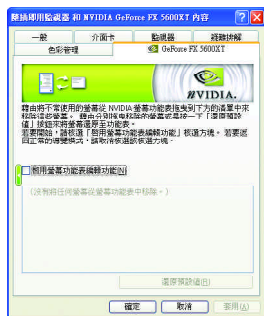 隨插即用監視器 和 NVIDIA GeForce FX 5600XT 內容
一般
介面卡
監視器
疑難排解
色彩管理
GeForce FX 5600XT
NVIDIA.
藉由將不常使用的螢幕從 NVIDIA 螢幕功能表拖曳到下方的清單中來
移除這些螢幕。 藉由分別拖曳移除的螢幕或是按一下「還原預設
值」按鈕來將螢幕還原至功能表。
若要開始，請核選「啟用螢幕功能表編輯功能」核選方塊。 若要返
回正常的導覽模式，請取消核選該核選方塊。
啟用螢幕功能表編輯功能(N)
(沒有將任何螢幕從螢幕功能表中移除。)
還原預設值(R)
確定
取消
套用(A)